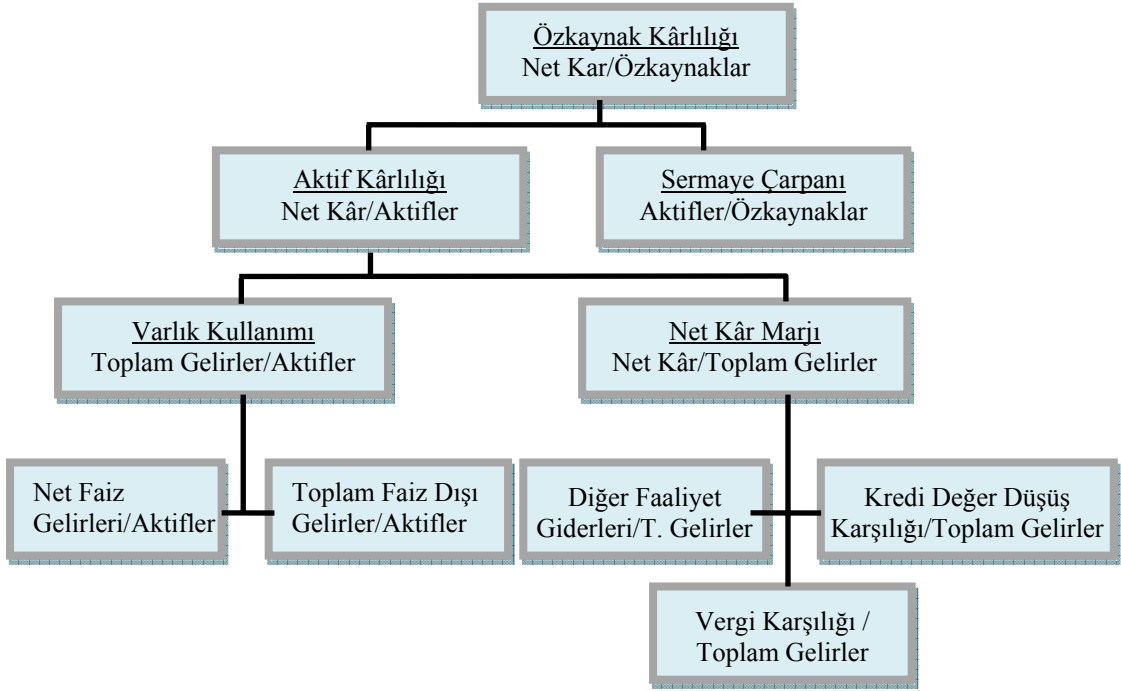 Özkaynak Kârlılığı
Net Kar/Özkaynaklar
Aktif Kârlılığı
Net Kâr/Aktifler
Sermaye Çarpanı
Aktifler/Özkaynaklar
Varlık Kullanımı
Toplam Gelirler/Aktifler
Net Kâr Marjı
Net Kâr/Toplam Gelirler
Net Faiz
Gelirleri/Aktifler
Toplam Faiz Dışı
Gelirler/Aktifler
Diğer Faaliyet
Giderleri/T. Gelirler
Kredi Değer Düşüş
Karşılığı/Toplam Gelirler
Vergi Karşılığı /
Toplam Gelirler